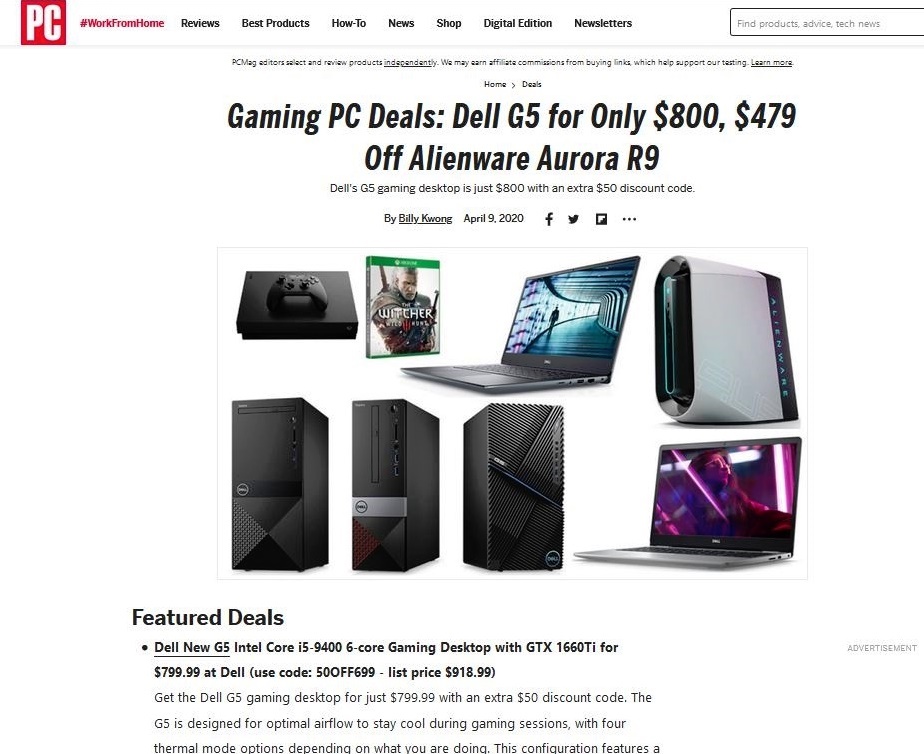 PC
#WorkFromHome Reviews Best Products How-To News Shop Digital Edition Newsletters
Find products, advice, tech news
PCMag editors select and review products independently. We may earn affiliate commissions from buying links, which help support our testing. Learn more.
Home > Deals
Gaming PC Deals: Dell G5 for Only $800, $479
Off Alienware Aurora R9
Dell's G5 gaming desktop is just $800 with an extra $50 discount code.
By Billy Kwong April 9, 2020
THE
WITCHER
WILD HUNT
ALIENWARE
DELL
DELL
DELL
Featured Deals
• Dell New G5 Intel Core i5-9400 6-core Gaming Desktop with GTX 1660Ti for
$799.99 at Dell (use code: 50OFF699 - list price $918.99)
ADVERTISEMENT
Get the Dell G5 gaming desktop for just $799.99 with an extra $50 discount code. The
G5 is designed for optimal airflow to stay cool during gaming sessions, with four
thermal mode options depending on what you are doing. This configuration features a